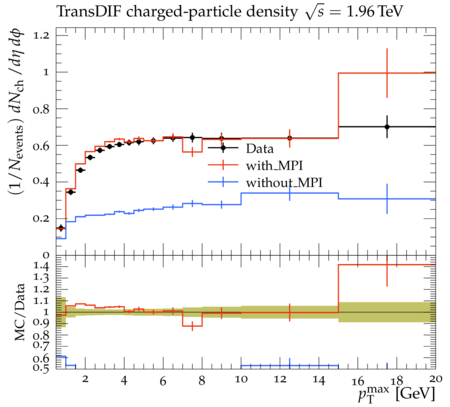 TransDIF charged-particle density √s = 1.96 TeV
(1/N_events) dN_ch/dη dφ
1.2
1
0.8
0.6
0.4
0.2
0
Data
with_MPI
without_MPI
MC/Data
1.4
1.3
1.2
1.1
1
0.9
0.8
0.7
0.6
0.5
2 4 6 8 10 12 14 16 18 20
p_T^max [GeV]